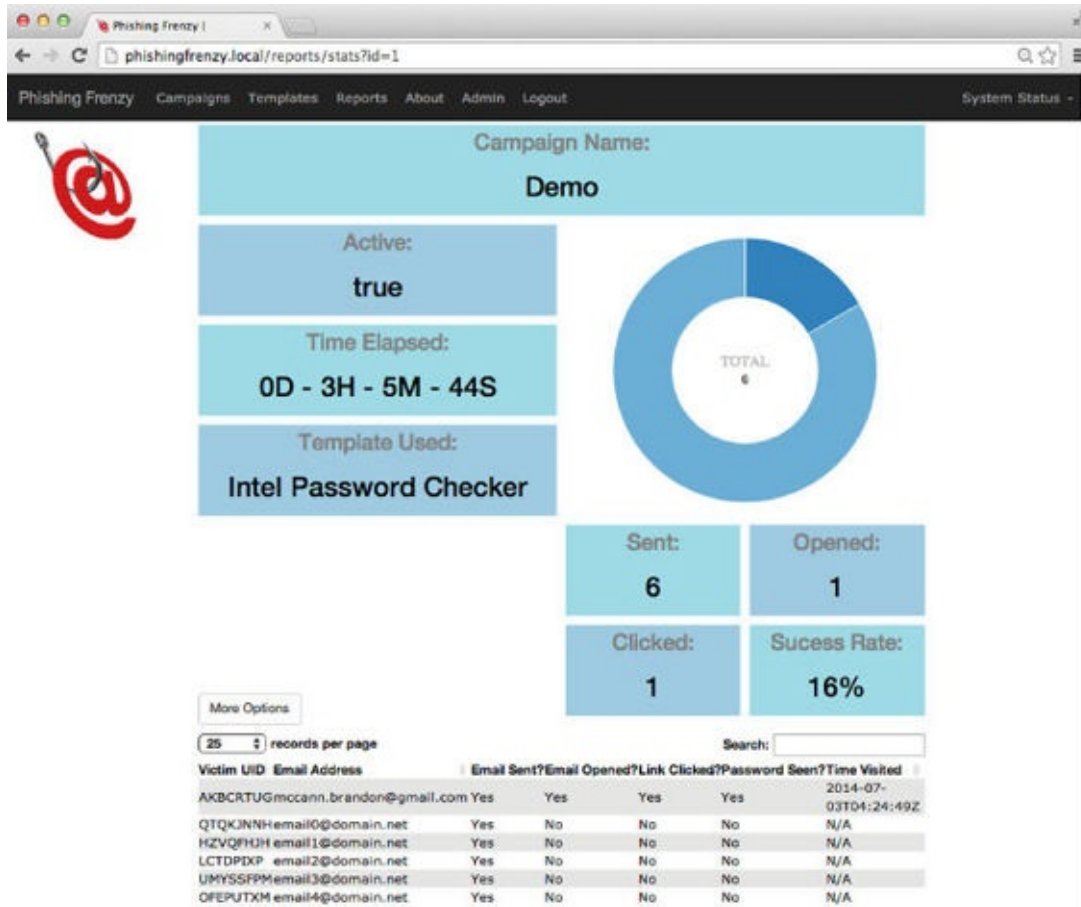 Phishing Frenzy |
phishingfrenzy.local/reports/stats?id=1
Phishing Frenzy Campaigns Templates Reports About Admin Logout System Status
Campaign Name:
Demo
Active:
true
Time Elapsed:
0D - 3H - 5M - 44S
Template Used:
Intel Password Checker
TOTAL
6
Sent:
6
Opened:
1
Clicked:
1
Sucess Rate:
16%
More Options
25 records per page Search:
Victim UID Email Address Email Sent? Email Opened? Link Clicked? Password Seen? Time Visited
AKBCRTUG mccann.brandon@gmail.com Yes Yes Yes Yes 2014-07-
03T04:24:49Z
QTQKJNNH email0@domain.net Yes No No No N/A
HZVQFHJH email1@domain.net Yes No No No N/A
LCTDPIXP email2@domain.net Yes No No No N/A
UMYSSFPM email3@domain.net Yes No No No N/A
OFEPUTXM email4@domain.net Yes No No No N/A